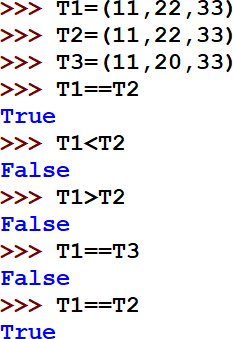 >>> T1=(11,22,33)
>>> T2=(11,22,33)
>>> T3=(11,20,33)
>>> T1==T2
True
>>> T1<T2
False
>>> T1>T2
False
>>> T1==T3
False
>>> T1==T2
True